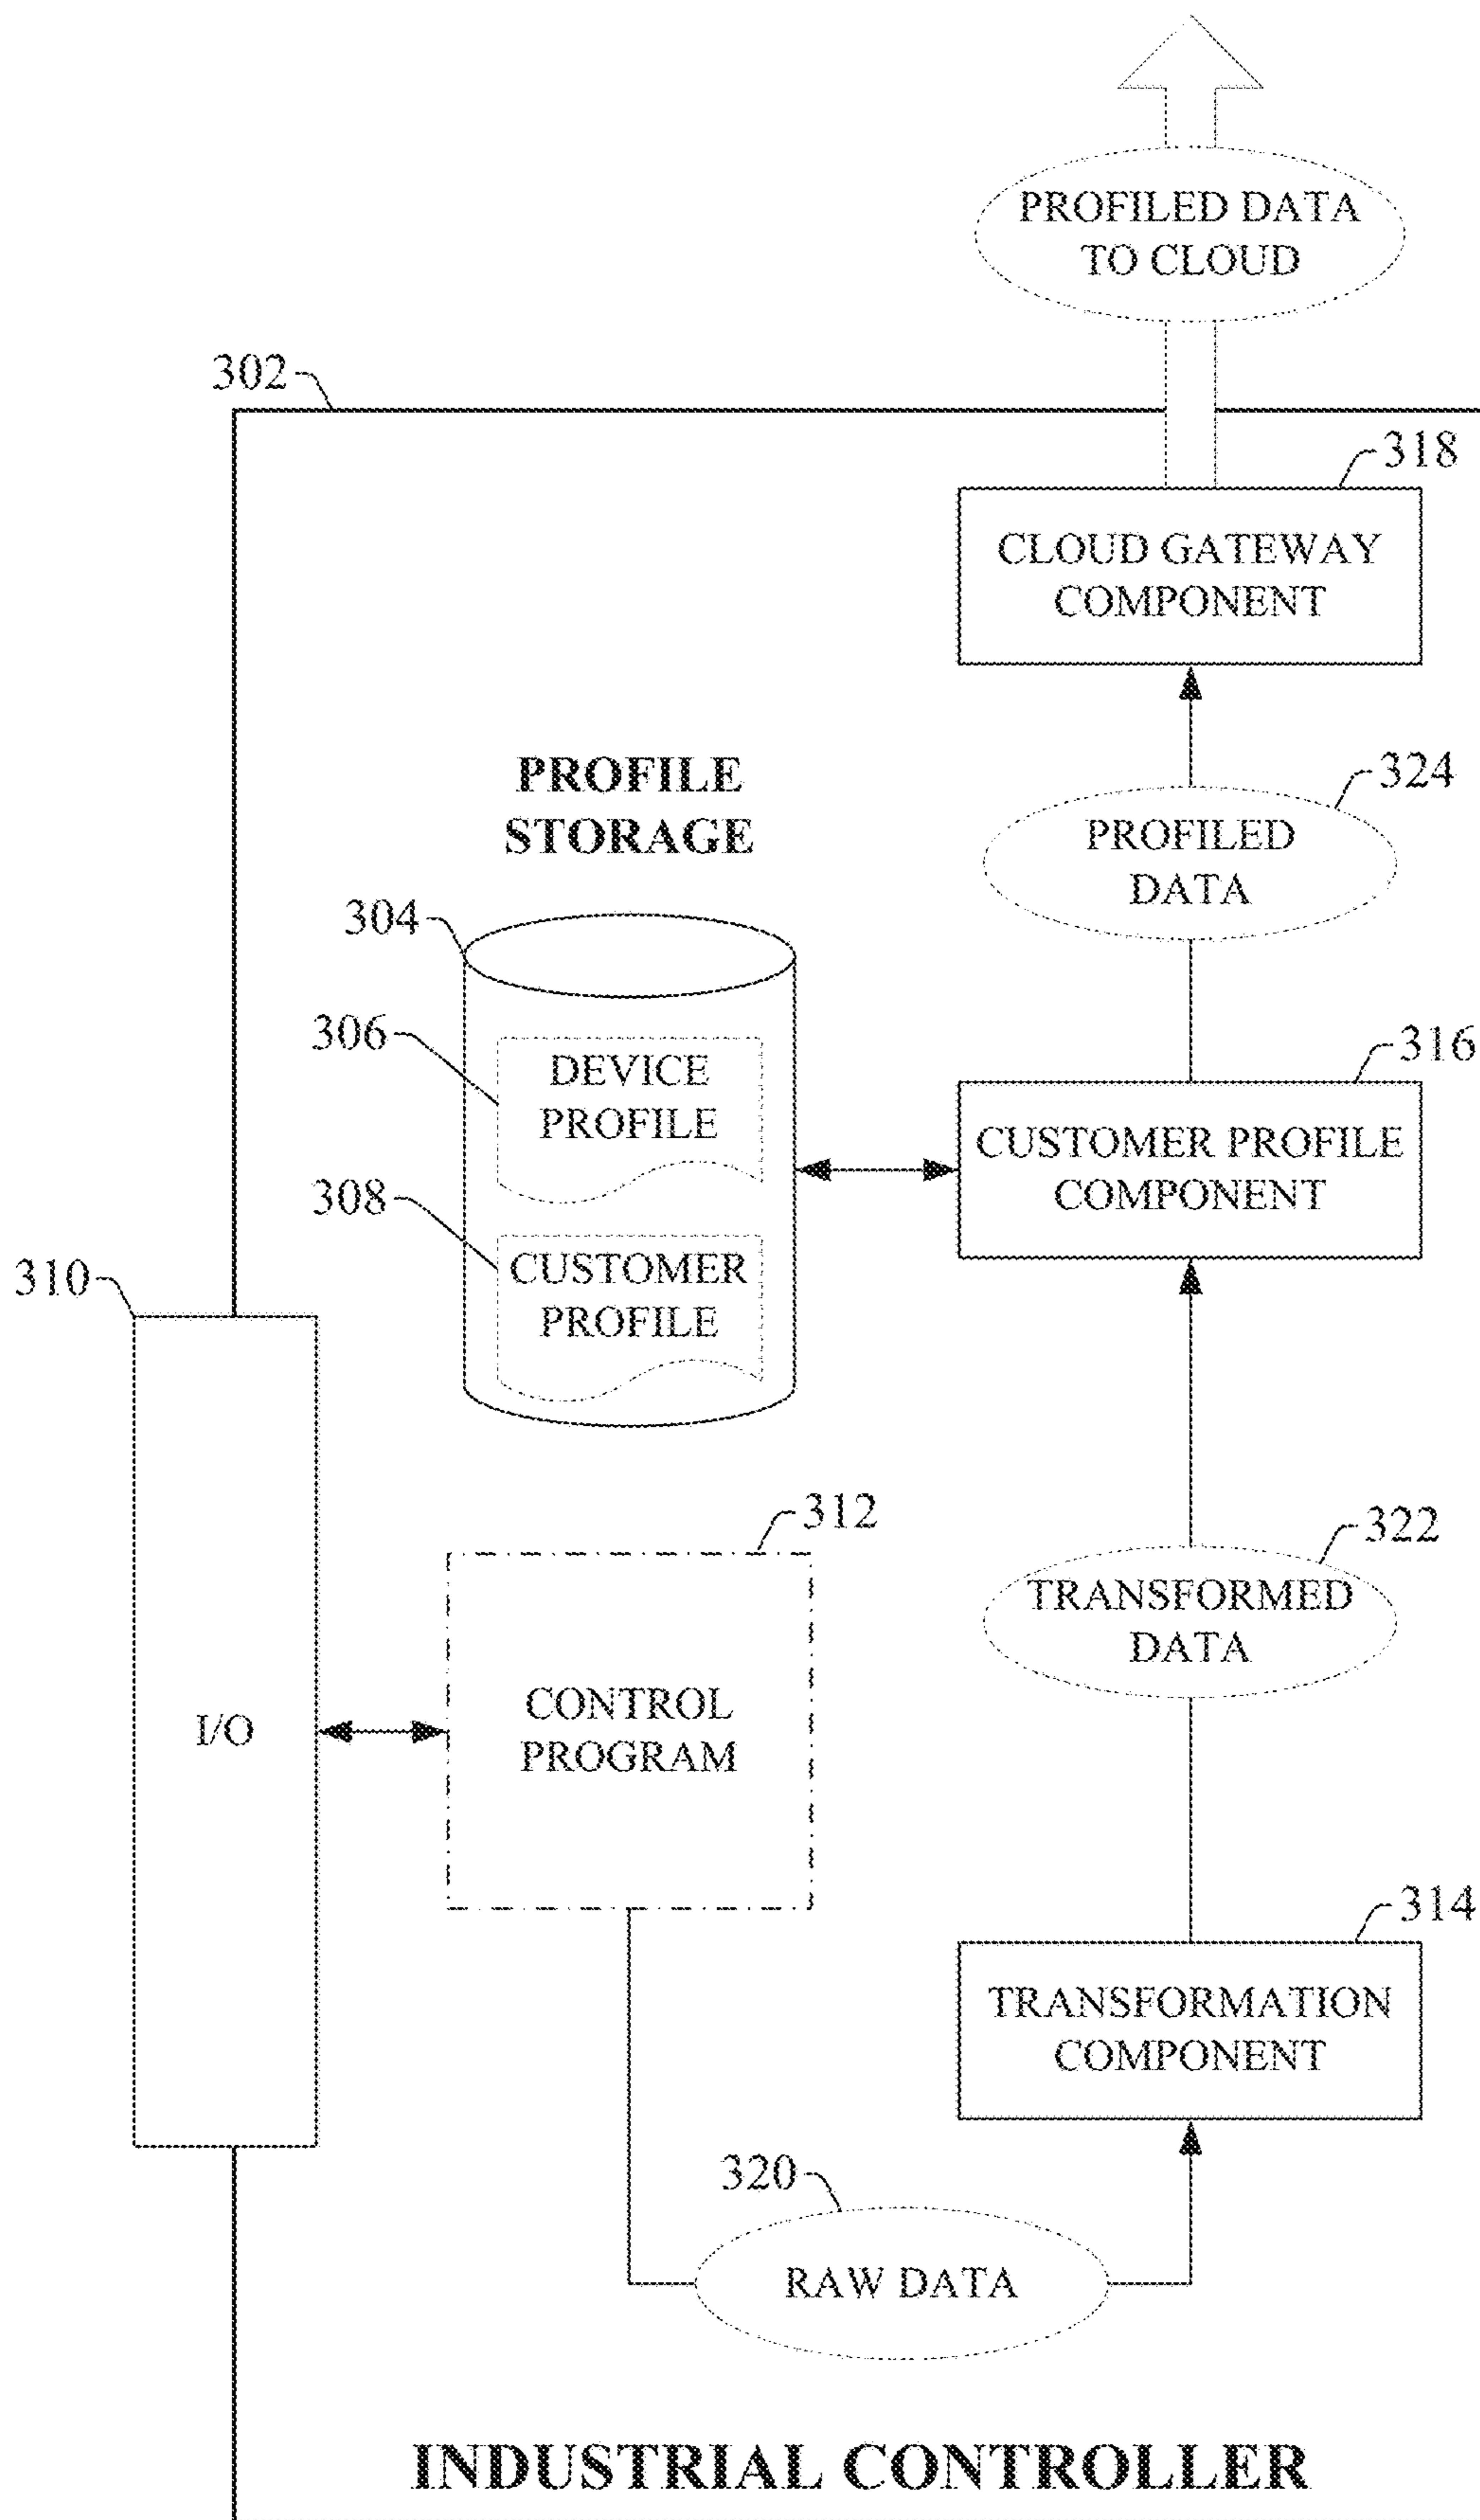 PROFILED DATA
TO CLOUD
302
318
CLOUD GATEWAY
COMPONENT
PROFILE
STORAGE
324
PROFILED
DATA
304
306
DEVICE
PROFILE
316
CUSTOMER PROFILE
COMPONENT
308
CUSTOMER
PROFILE
310
I/O
312
CONTROL
PROGRAM
322
TRANSFORMED
DATA
314
TRANSFORMATION
COMPONENT
320
RAW DATA
INDUSTRIAL CONTROLLER